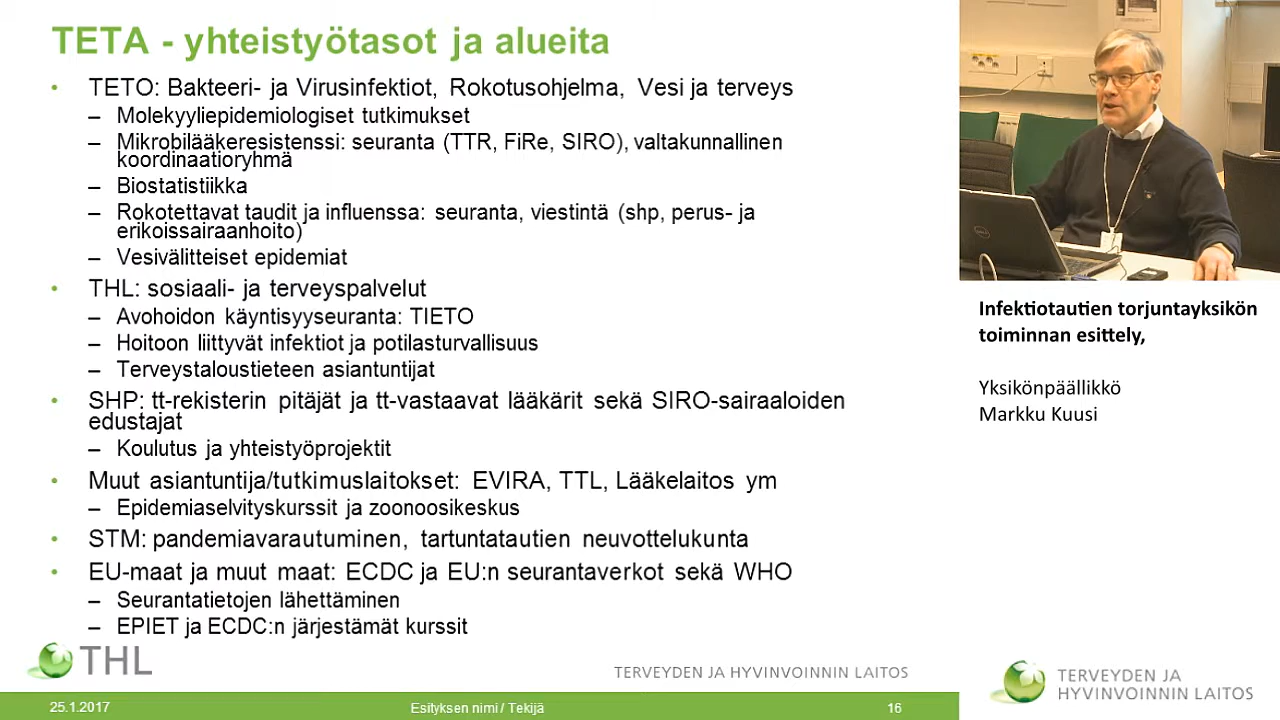 TETA - yhteistyötasot ja alueita
• TETO: Bakteeri- ja Virusinfektiot, Rokotusohjelma, Vesi ja terveys
– Molekyyliepidemiologiset tutkimukset
– Mikrobilääkeresistenssi: seuranta (TTR, FiRe, SIRO), valtakunnallinen
koordinaatioryhmä
– Biostatistiikka
– Rokotettavat taudit ja influenssa: seuranta, viestintä (shp, perus- ja
erikoissairaanhoito)
– Vesivälitteiset epidemiat
• THL: sosiaali- ja terveyspalvelut
– Avohoidon käyntisyyseuranta: TIETO
– Hoitoon liittyvät infektiot ja potilasturvallisuus
– Terveystaloustieteen asiantuntijat
• SHP: tt-rekisterin pitäjät ja tt-vastaavat lääkärit sekä SIRO-sairaaloiden
edustajat
– Koulutus ja yhteistyöprojektit
• Muut asiantuntija/tutkimuslaitokset: EVIRA, TTL, Lääkelaitos ym
– Epidemiaselvityskurssit ja zoonoosikeskus
• STM: pandemiavarautuminen, tartuntatautien neuvottelukunta
• EU-maat ja muut maat: ECDC ja EU:n seurantaverkot sekä WHO
– Seurantatietojen lähettäminen
– EPIET ja ECDC:n järjestämät kurssit
THL
TERVEYDEN JA HYVINVOINNIN LAITOS
25.1.2017
Esityksen nimi / Tekijä
16
Infektiotautien torjuntayksikön
toiminnan esittely,
Yksikönpäällikkö
Markku Kuusi
TERVEYDEN JA
HYVINVOINNIN LAITOS